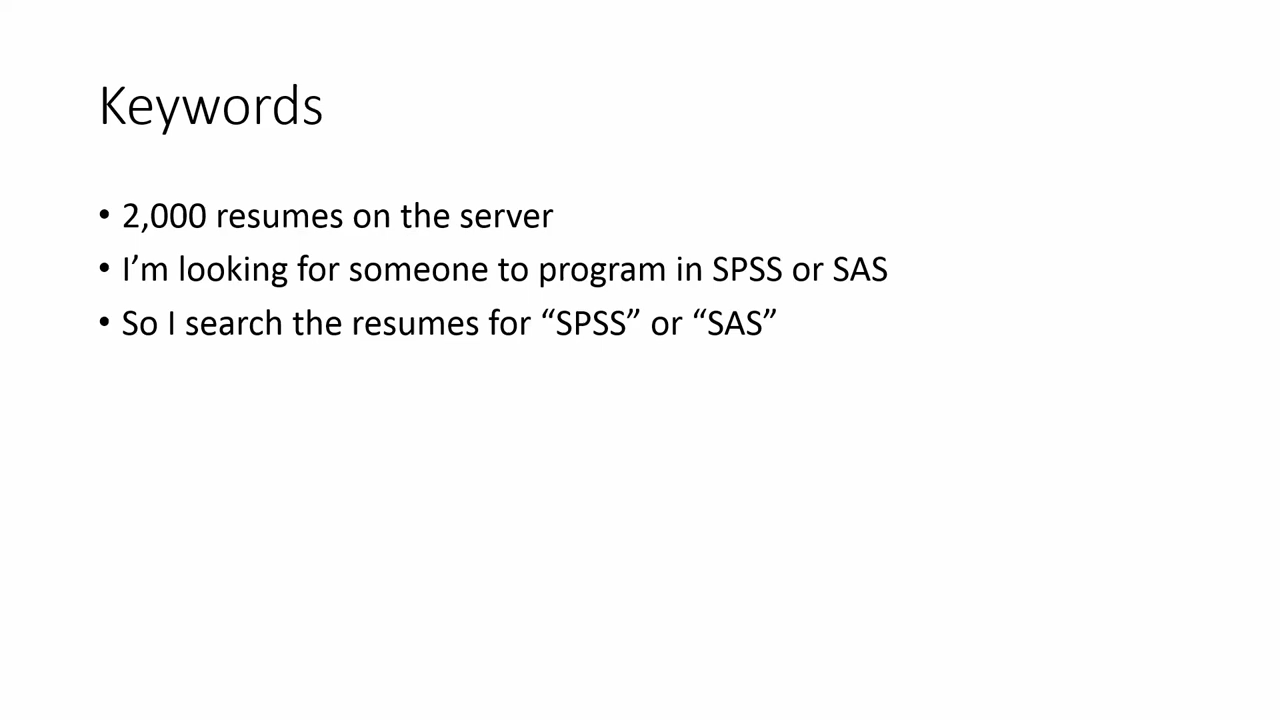 Keywords
• 2,000 resumes on the server
• I’m looking for someone to program in SPSS or SAS
• So I search the resumes for “SPSS” or “SAS”